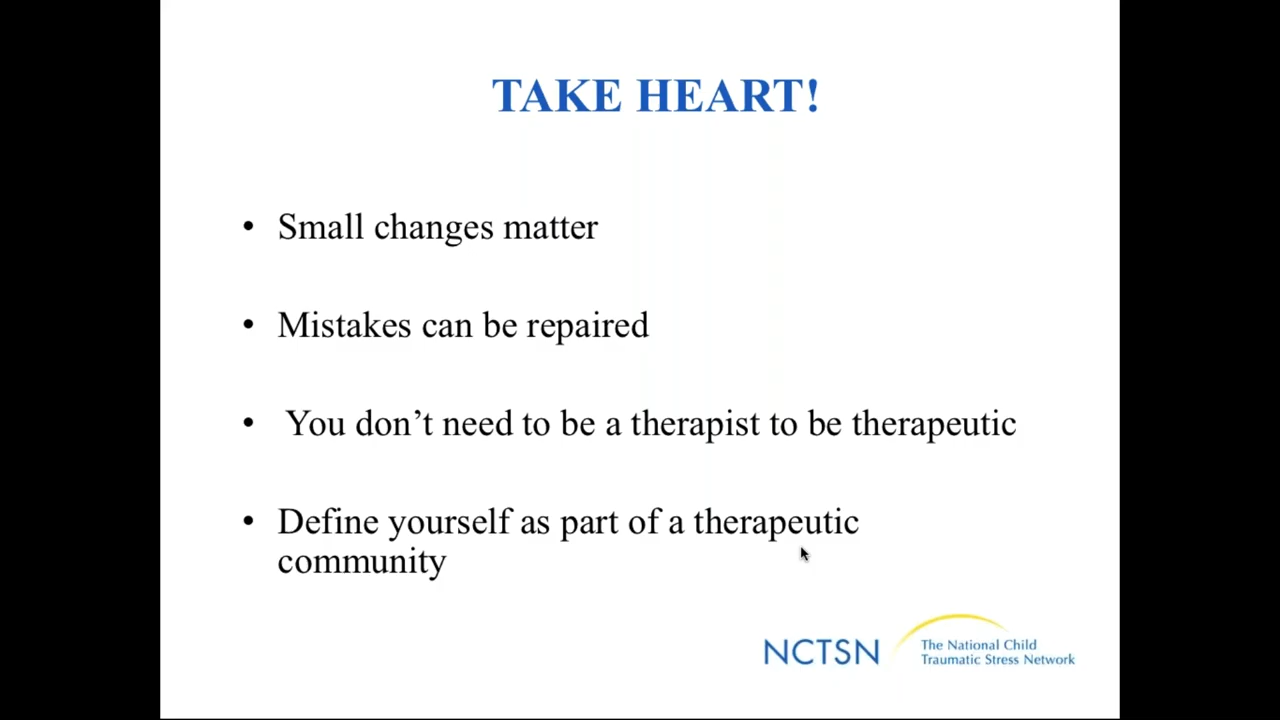 TAKE HEART!
• Small changes matter
• Mistakes can be repaired
• You don’t need to be a therapist to be therapeutic
• Define yourself as part of a therapeutic
community
NCTSN
The National Child
Traumatic Stress Network